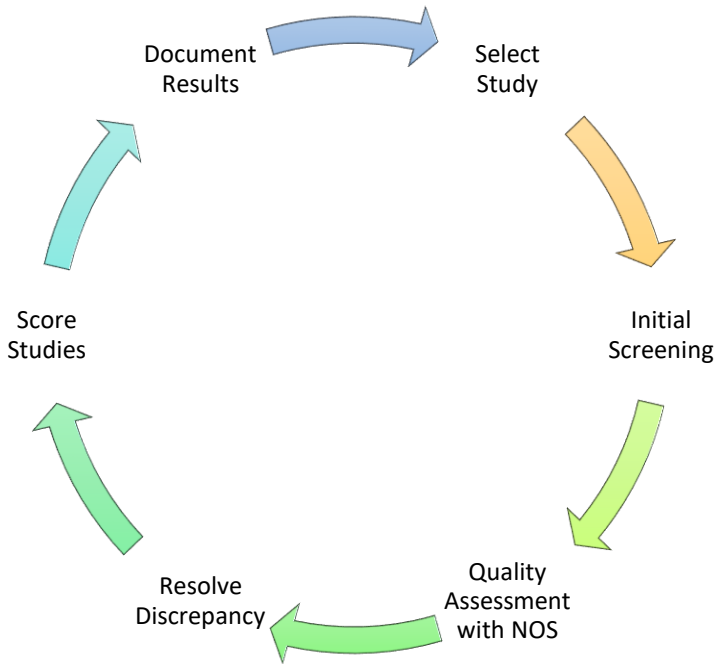 Document
Results
Select
Study
Initial
Screening
Quality
Assessment
with NOS
Resolve
Discrepancy
Score
Studies